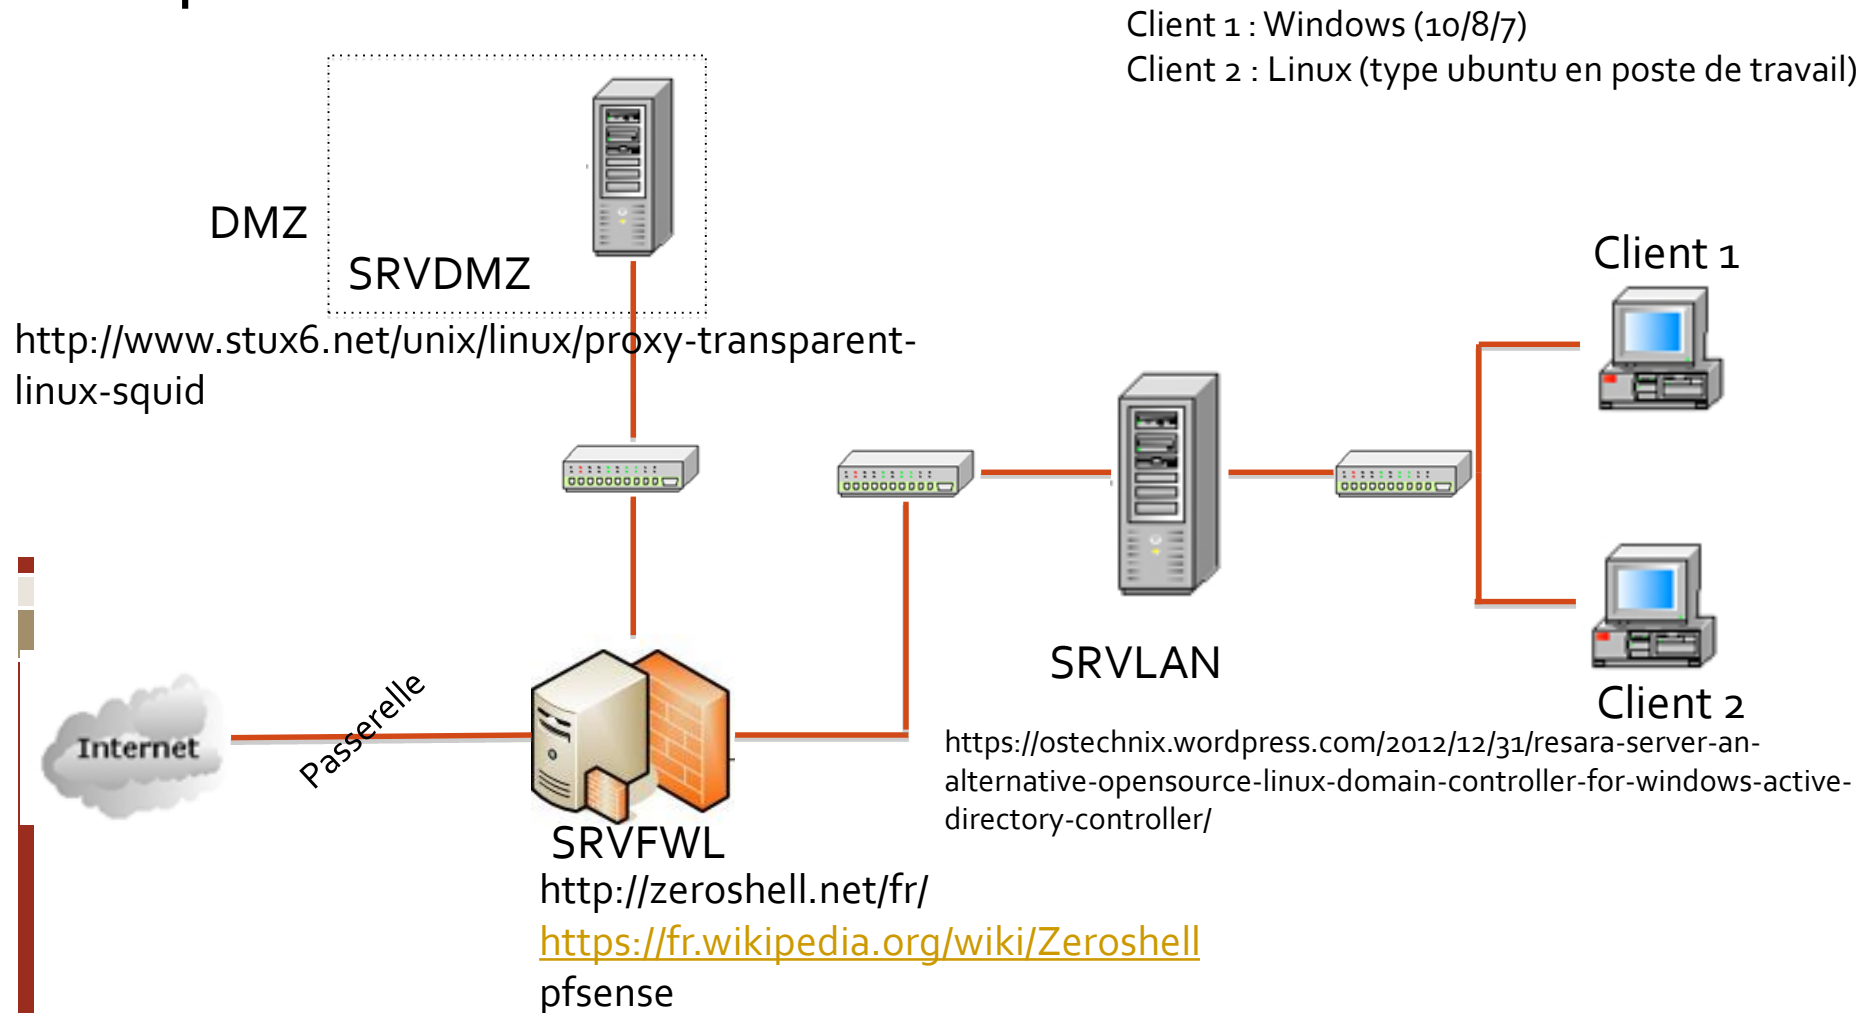 Client 1 : Windows (10/8/7)
Client 2 : Linux (type ubuntu en poste de travail)
DMZ
SRVDMZ
http://www.stux6.net/unix/linux/proxy-transparent-
linux-squid
Client 1
SRVLAN
Client 2
https://ostechnix.wordpress.com/2012/12/31/resara-server-an-
alternative-opensource-linux-domain-controller-for-windows-active-
directory-controller/
Internet
Passerelle
SRVFWL
http://zeroshell.net/fr/
https://fr.wikipedia.org/wiki/Zeroshell
pfsense